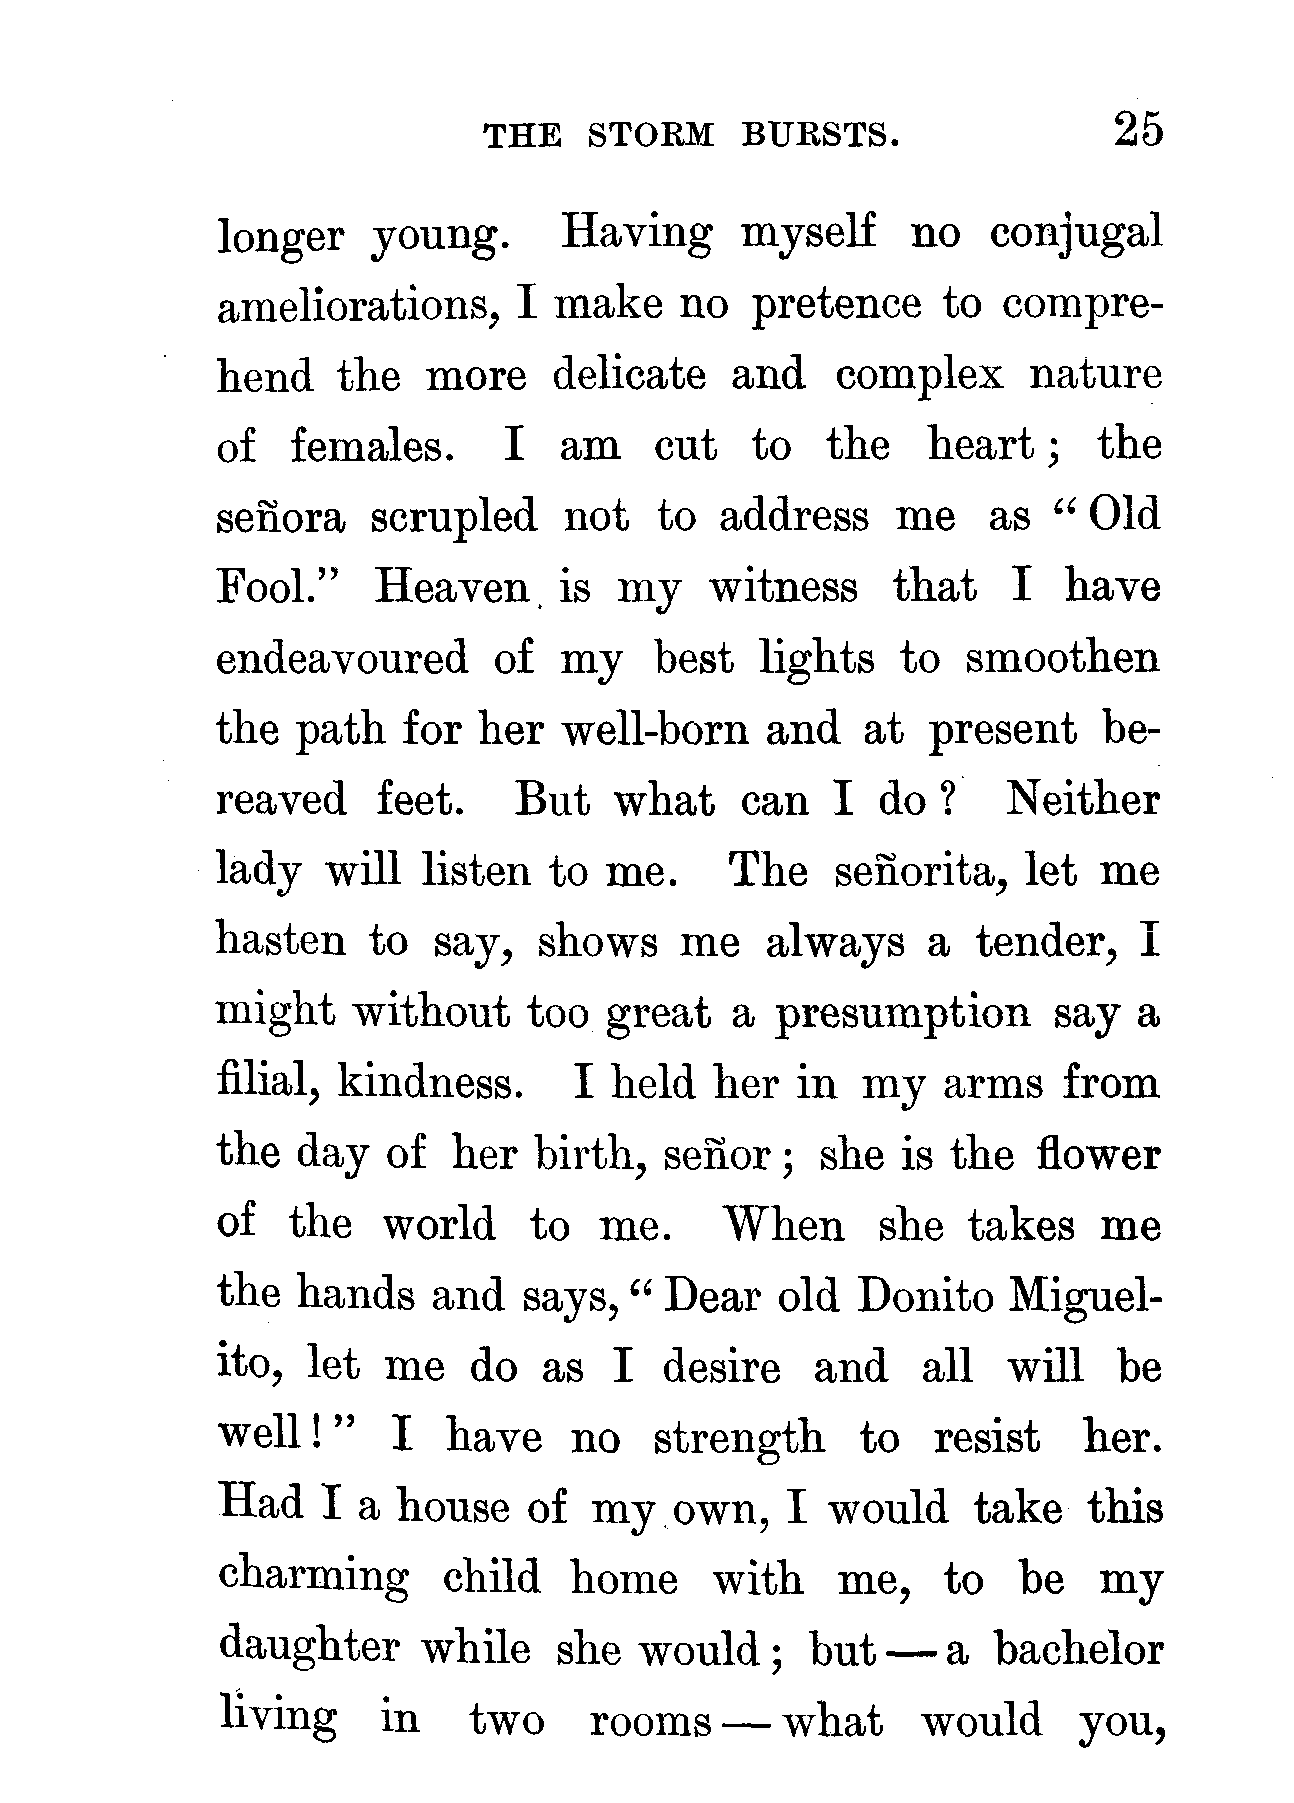 THE STORM BURSTS. 25
longer young. Having myself no conjugal
ameliorations, I make no pretence to compre-
hend the more delicate and complex nature
of females. I am cut to the heart; the
señora scrupled not to address me as “Old
Fool.” Heaven is my witness that I have
endeavoured of my best lights to smoothen
the path for her well-born and at present be-
reaved feet. But what can I do? Neither
lady will listen to me. The señorita, let me
hasten to say, shows me always a tender, I
might without too great a presumption say a
filial, kindness. I held her in my arms from
the day of her birth, señor; she is the flower
of the world to me. When she takes me
the hands and says, “Dear old Donito Miguel-
ito, let me do as I desire and all will be
well!” I have no strength to resist her.
Had I a house of my own, I would take this
charming child home with me, to be my
daughter while she would; but—a bachelor
living in two rooms—what would you,